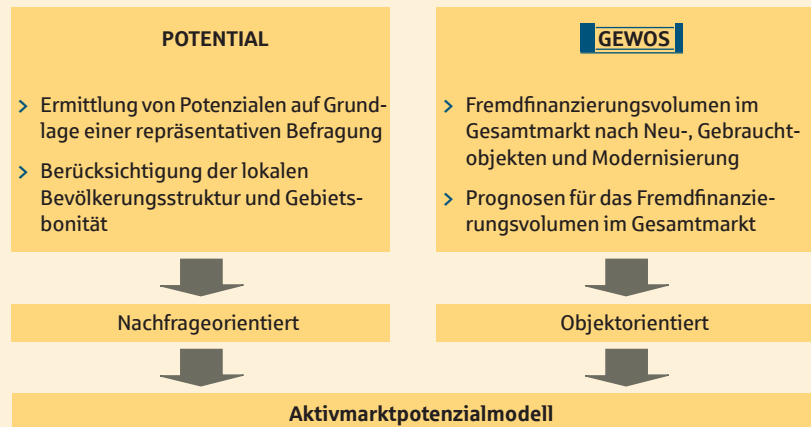 POTENTIAL
> Ermittlung von Potenzialen auf Grund-
lage einer repräsentativen Befragung
> Berücksichtigung der lokalen
Bevölkerungsstruktur und Gebiets-
bonität
Nachfrageorientiert
GEWOS
> Fremdfinanzierungsvolumen im
Gesamtmarkt nach Neu-, Gebraucht-
objekten und Modernisierung
> Prognosen für das Fremdfinanzie-
rungsvolumen im Gesamtmarkt
Objektorientiert
Aktivmarktpotenzialmodell